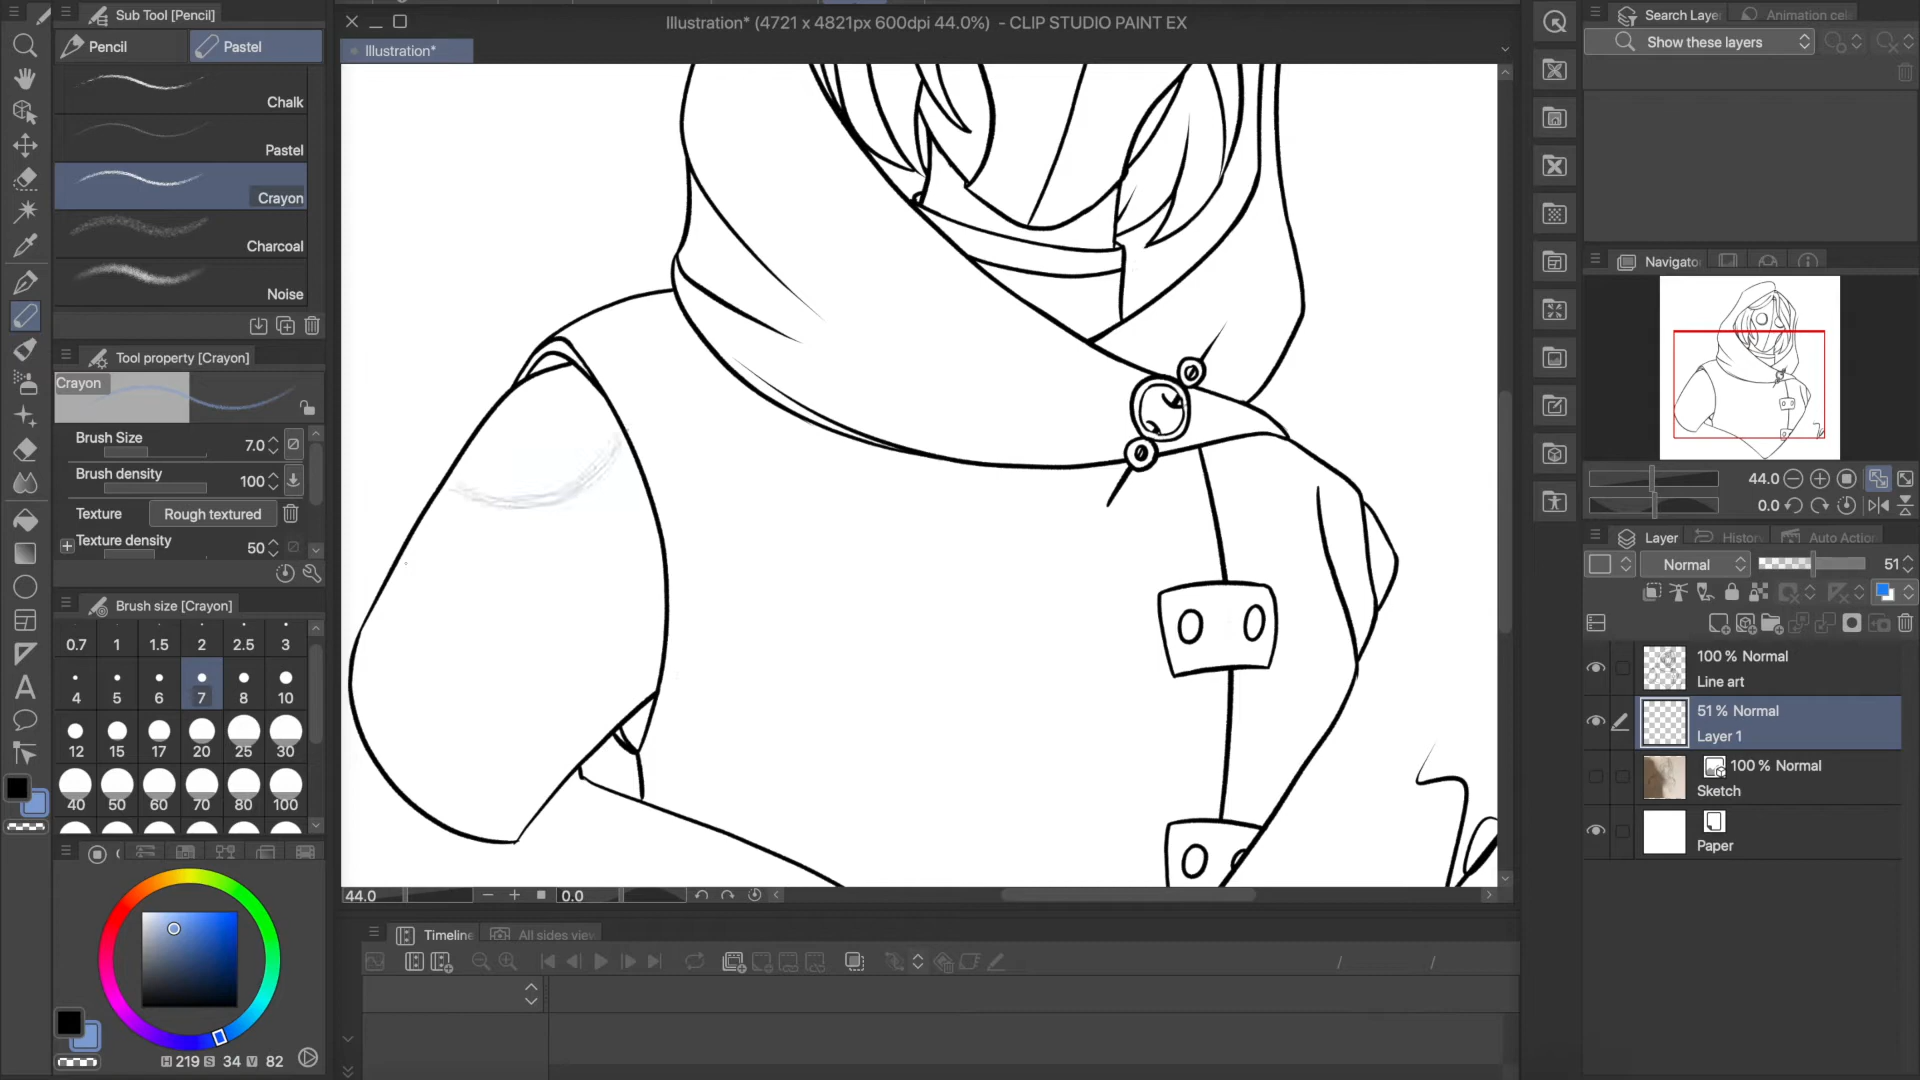 Sub Tool [Pencil]
Pencil
Pastel
Chalk
Pastel
Crayon
Charcoal
Noise
Tool property [Crayon]
Crayon
Brush Size 7.0
Brush density 100
Texture Rough textured
Texture density 50
Brush size [Crayon]
0.7 1 1.5 2 2.5 3
4 5 6 7 8 10
12 15 17 20 25 30
40 50 60 70 80 100
H 219 S 34 V 82
Illustration* (4721 x 4821px 600dpi 44.0%) - CLIP STUDIO PAINT EX
Illustration*
44.0
0.0
Timeline
All sides view
/ /
Search Laye
Animation cel
Show these layers
Navigator
44.0
0.0
Layer
History
Auto Action
Normal
51
100 % Normal
Line art
51 % Normal
Layer 1
100 % Normal
Sketch
Paper